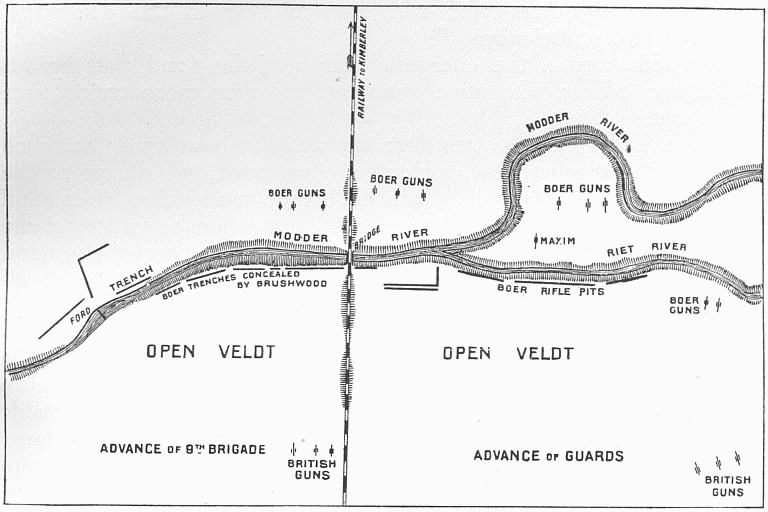 RAILWAY TO KIMBERLEY
MODDER RIVER
BOER GUNS
BOER GUNS
BOER GUNS
MODDER
BRIDGE
RIVER
MAXIM
RIET RIVER
TRENCH
BOER TRENCHES CONCEALED
BY BRUSHWOOD
FORD
BOER RIFLE PITS
BOER
GUNS
OPEN VELDT
OPEN VELDT
ADVANCE OF 9TH BRIGADE
BRITISH
GUNS
ADVANCE OF GUARDS
BRITISH
GUNS